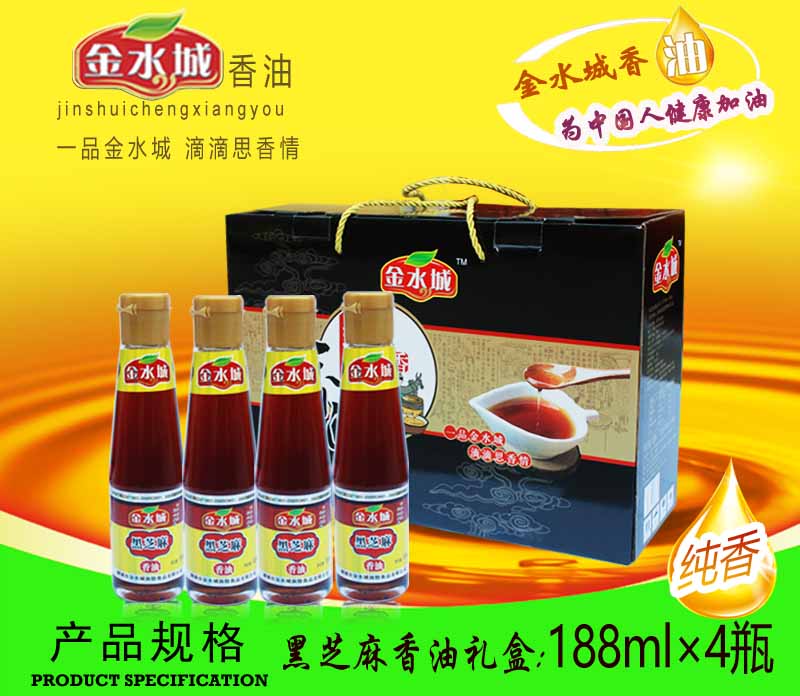 金水城 香油
jinshuichengxiangyou
一品金水城 滴滴思香情
金水城香油
为中国人健康加油
金水城 TM
金水城
香
一品金水城
滴滴思香情
金水城
金水城
金水城
金水城
金水城
黑芝麻
香油
金水城
黑芝麻
香油
金水城
黑芝麻
香油
金水城
黑芝麻
香油
纯香
产品规格
PRODUCT SPECIFICATION
黑芝麻香油礼盒:188ml×4瓶